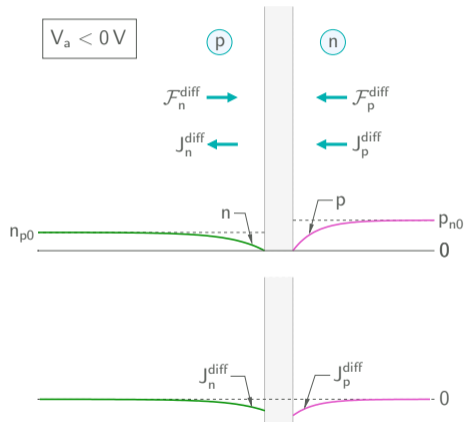 V_a < 0 V
p n
ℱ_n^diff ℱ_p^diff
J_n^diff J_p^diff
n p
n_p0 p_n0
0
J_n^diff J_p^diff
0